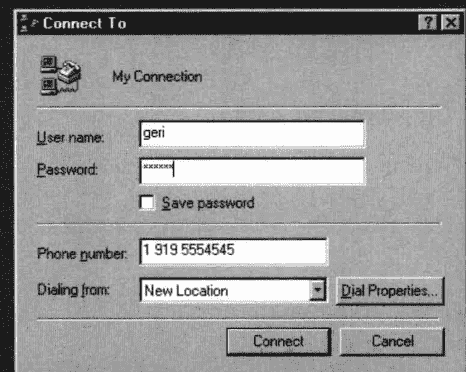 Connect To
My Connection
User name: geri
Password: ******
Save password
Phone number: 1 919 5554545
Dialing from: New Location Dial Properties...
Connect Cancel